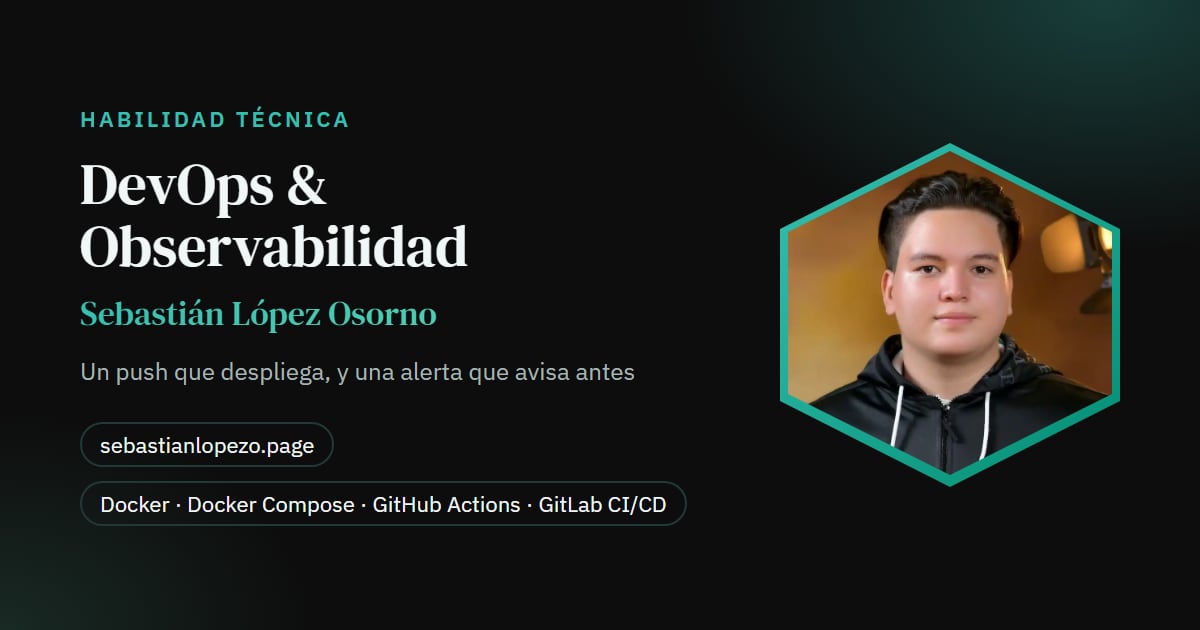 HABILIDAD TÉCNICA
DevOps &
Observabilidad
Sebastián López Osorno
Un push que despliega, y una alerta que avisa antes
sebastianlopezo.page
Docker · Docker Compose · GitHub Actions · GitLab CI/CD